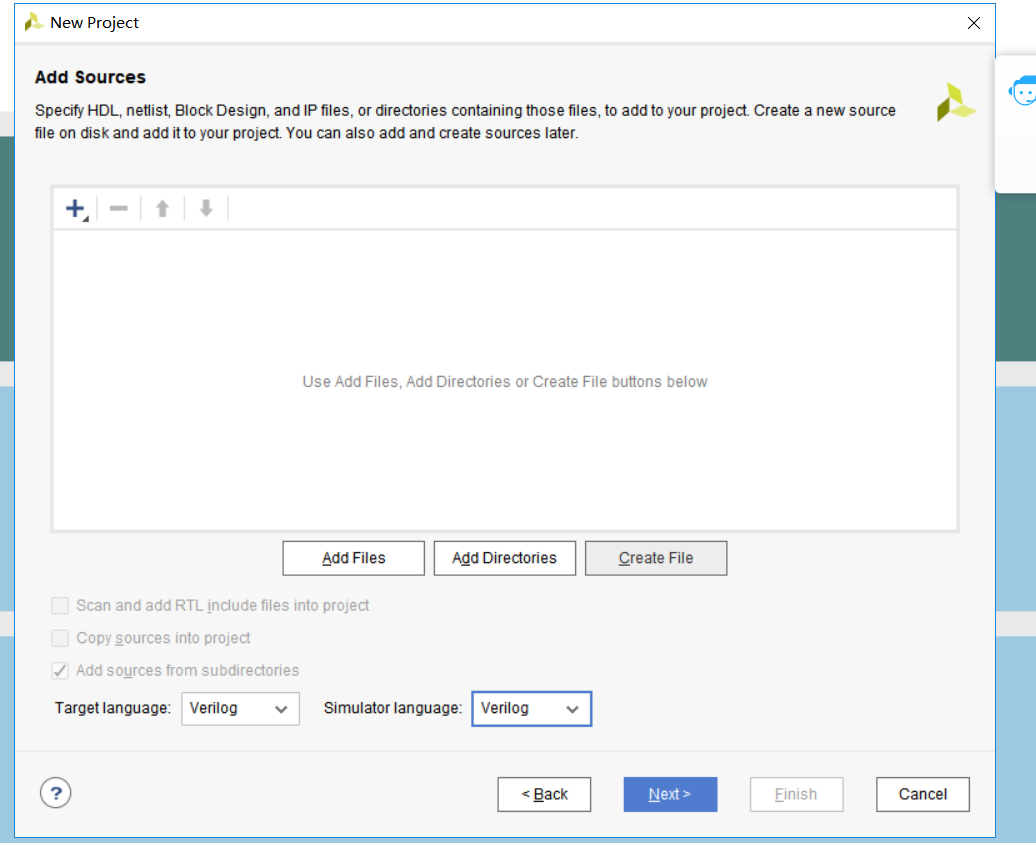 New Project
Add Sources
Specify HDL, netlist, Block Design, and IP files, or directories containing those files, to add to your project. Create a new source
file on disk and add it to your project. You can also add and create sources later.
Use Add Files, Add Directories or Create File buttons below
Add Files Add Directories Create File
Scan and add RTL include files into project
Copy sources into project
Add sources from subdirectories
Target language: Verilog Simulator language: Verilog
? < Back Next > Finish Cancel